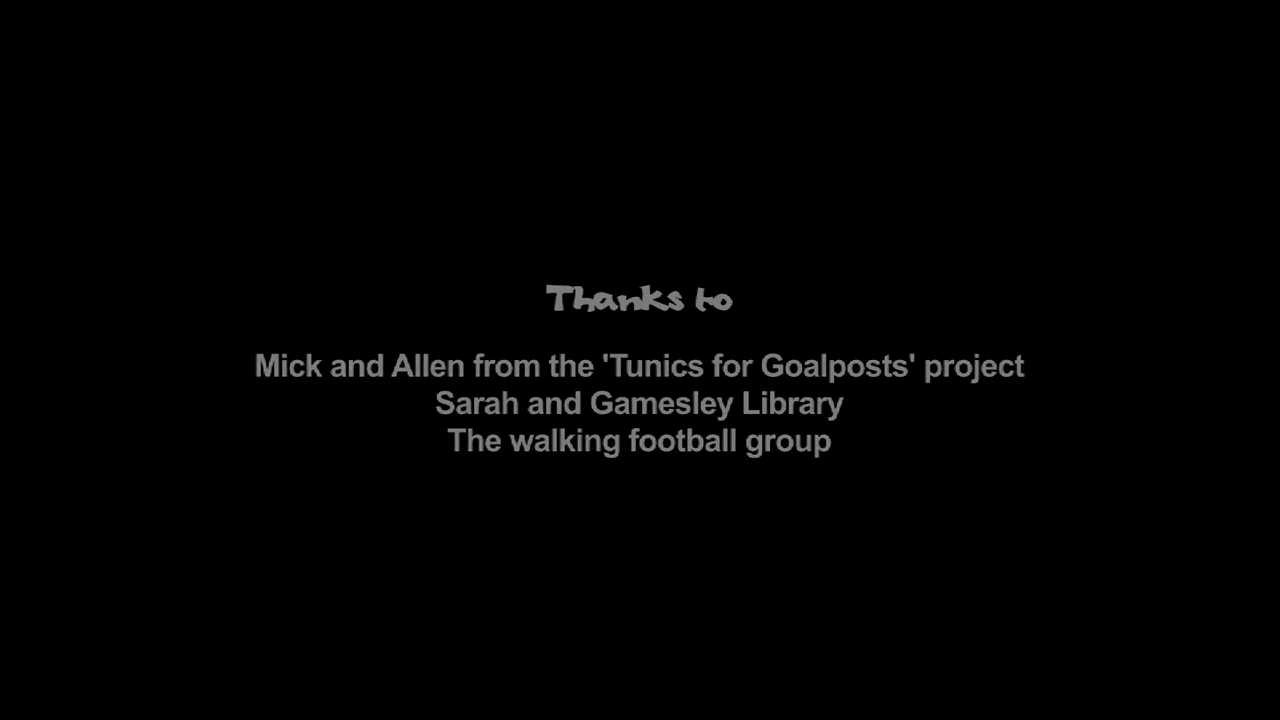 Thanks to
Mick and Allen from the 'Tunics for Goalposts' project
Sarah and Gamesley Library
The walking football group